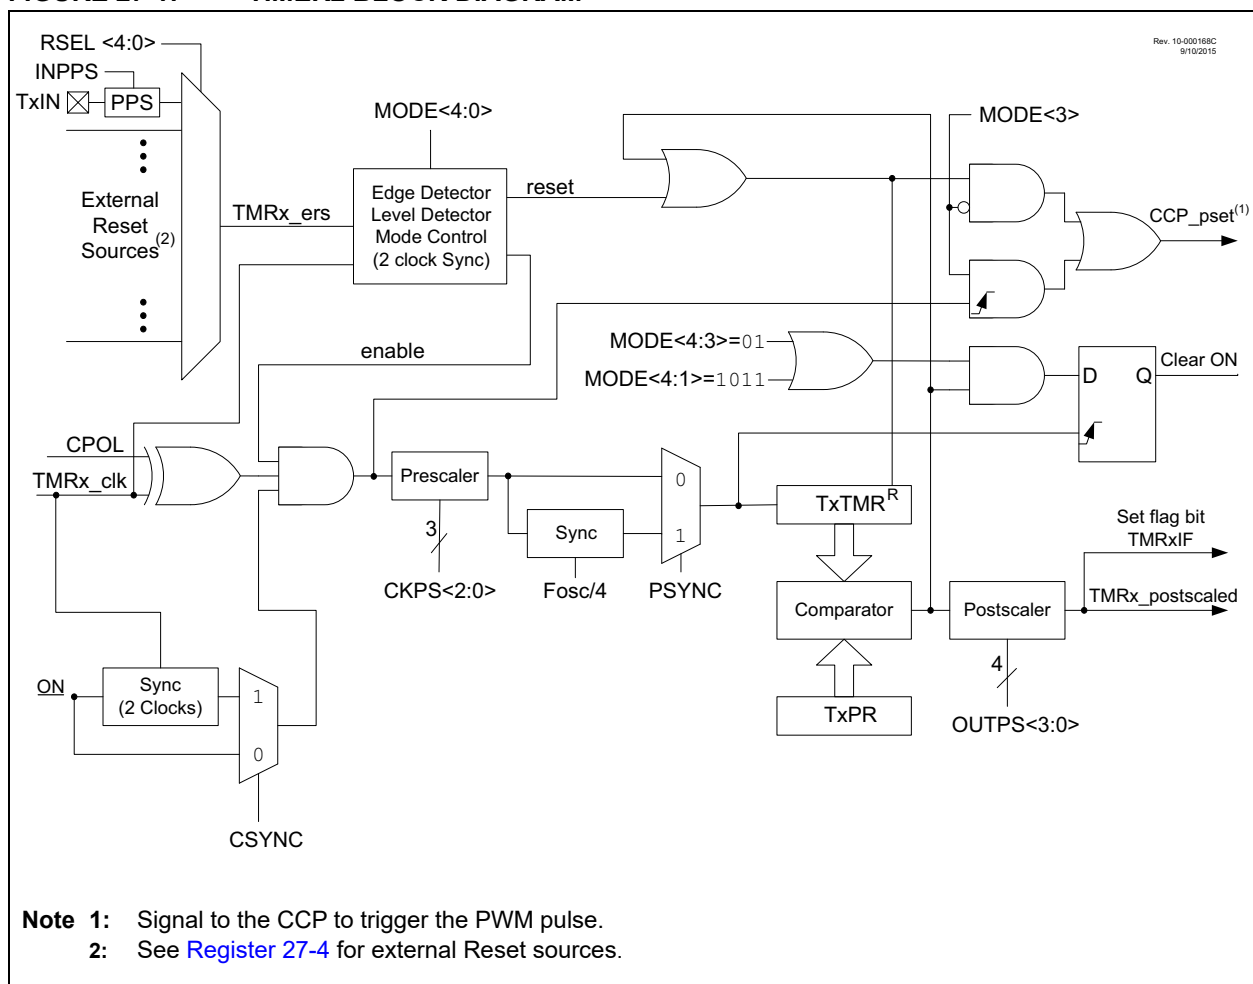 RSEL <4:0>
Rev. 10-000168C
9/10/2015
INPPS
TxIN
PPS
MODE<4:0>
MODE<3>
External
Reset
Sources(2)
TMRx_ers
Edge Detector
Level Detector
Mode Control
(2 clock Sync)
reset
CCP_pset(1)
enable
MODE<4:3>=01
MODE<4:1>=1011
D
Q
Clear ON
CPOL
TMRx_clk
Prescaler
3
CKPS<2:0>
Sync
Fosc/4
0
1
PSYNC
TxTMR
R
Set flag bit
TMRxIF
Comparator
Postscaler
TMRx_postscaled
4
OUTPS<3:0>
TxPR
ON
Sync
(2 Clocks)
1
0
CSYNC
Note 1: Signal to the CCP to trigger the PWM pulse.
2: See Register 27-4 for external Reset sources.